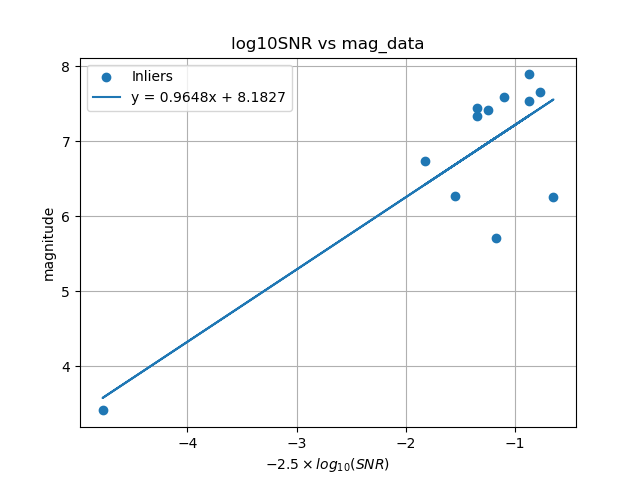 log10SNR vs mag_data
Inliers
y = 0.9648x + 8.1827
8
7
6
5
4
magnitude
−4
−3
−2
−1
−2.5 × log10(SNR)